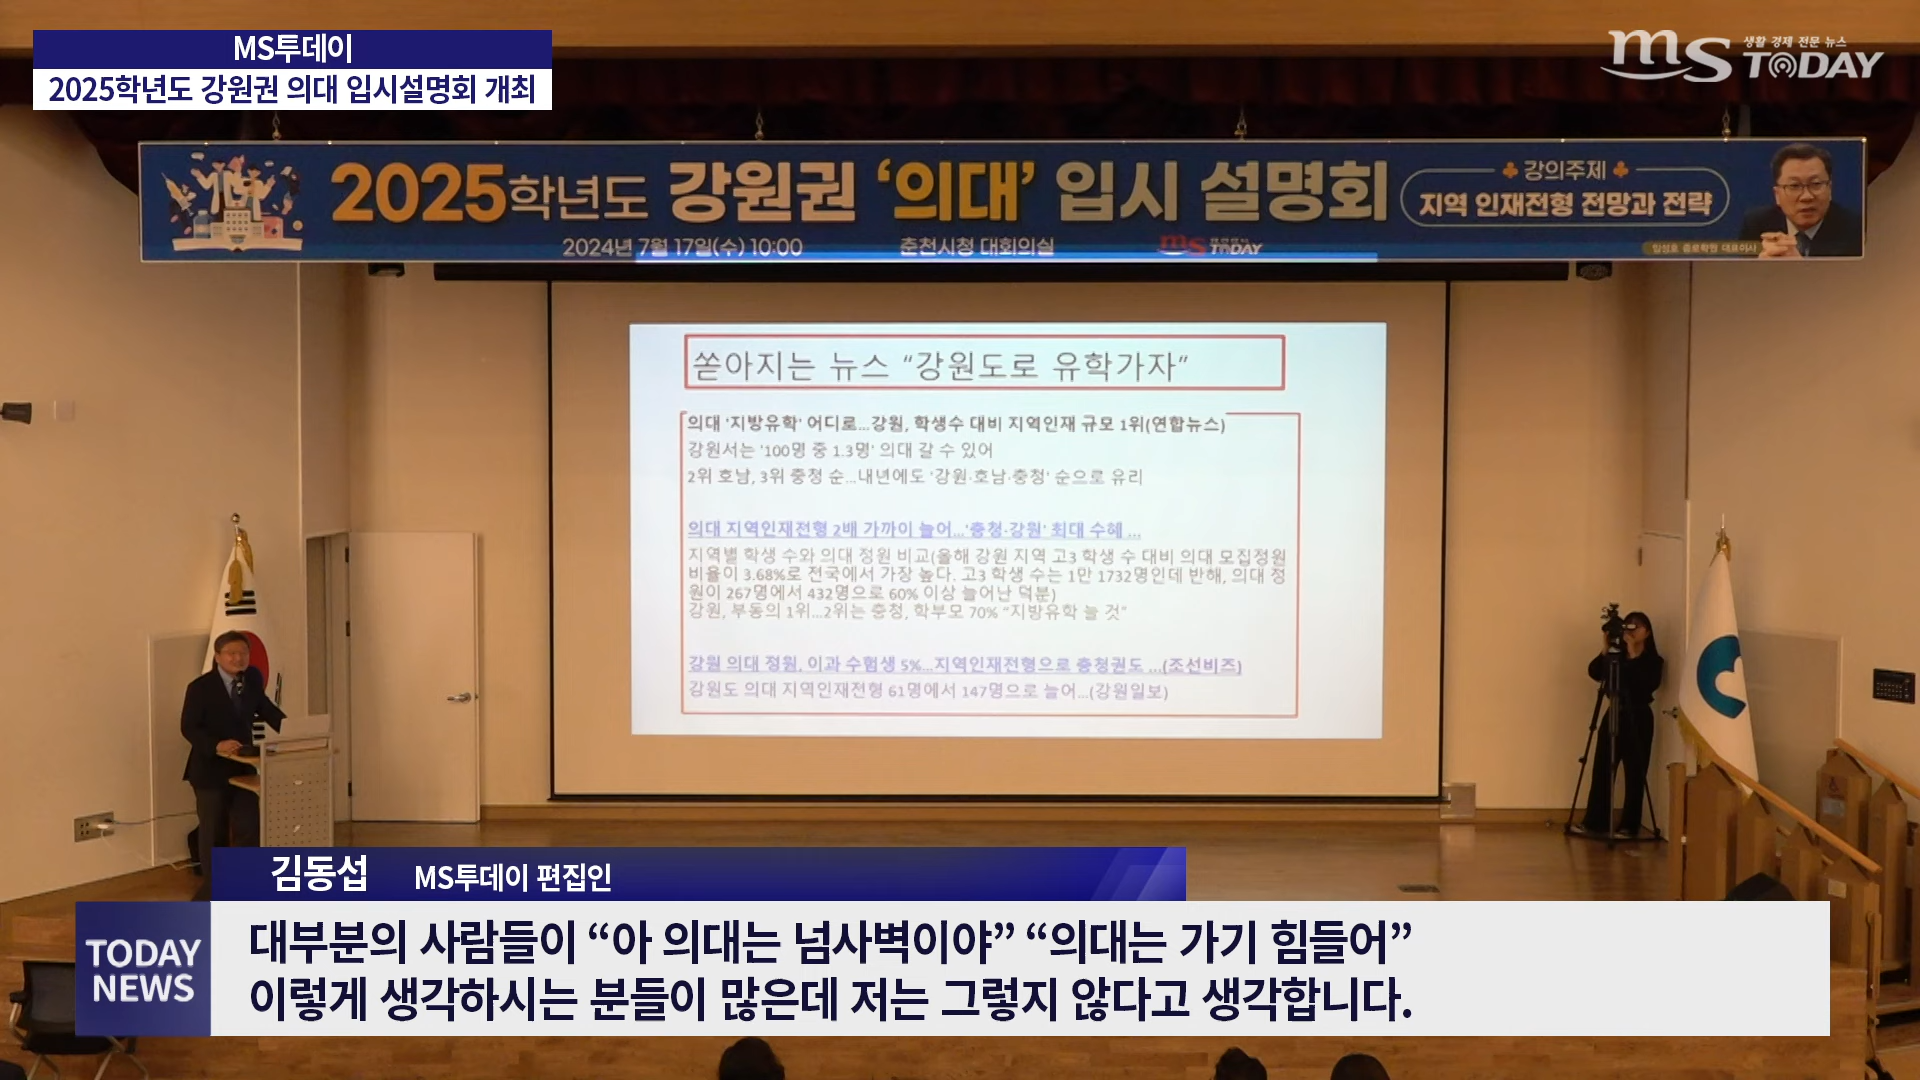 MS투데이
2025학년도 강원권 의대 입시설명회 개최
ms 생활 경제 전문 뉴스
TODAY
2025학년도 강원권 ‘의대’ 입시 설명회
강의주제
지역 인재전형 전망과 전략
2024년 7월 17일(수) 10:00 춘천시청 대회의실 ms TODAY
임성호 종로학원 대표이사
쏟아지는 뉴스 “강원도로 유학가자”
의대 '지방유학' 어디로...강원, 학생수 대비 지역인재 규모 1위(연합뉴스)
강원서는 '100명 중 1.3명' 의대 갈 수 있어
2위 호남, 3위 충청 순...내년에도 '강원·호남·충청' 순으로 유리
의대 지역인재전형 2배 가까이 늘어...'충청·강원' 최대 수혜 ...
지역별 학생 수와 의대 정원 비교(올해 강원 지역 고3 학생 수 대비 의대 모집정원
비율이 3.68%로 전국에서 가장 높다. 고3 학생 수는 1만 1732명인데 반해, 의대 정
원이 267명에서 432명으로 60% 이상 늘어난 덕분)
강원, 부동의 1위...2위는 충청, 학부모 70% “지방유학 늘 것”
강원 의대 정원, 이과 수험생 5%...지역인재전형으로 충청권도 ...(조선비즈)
강원도 의대 지역인재전형 61명에서 147명으로 늘어...(강원일보)
김동섭 MS투데이 편집인
TODAY
NEWS
대부분의 사람들이 “아 의대는 넘사벽이야” “의대는 가기 힘들어”
이렇게 생각하시는 분들이 많은데 저는 그렇지 않다고 생각합니다.